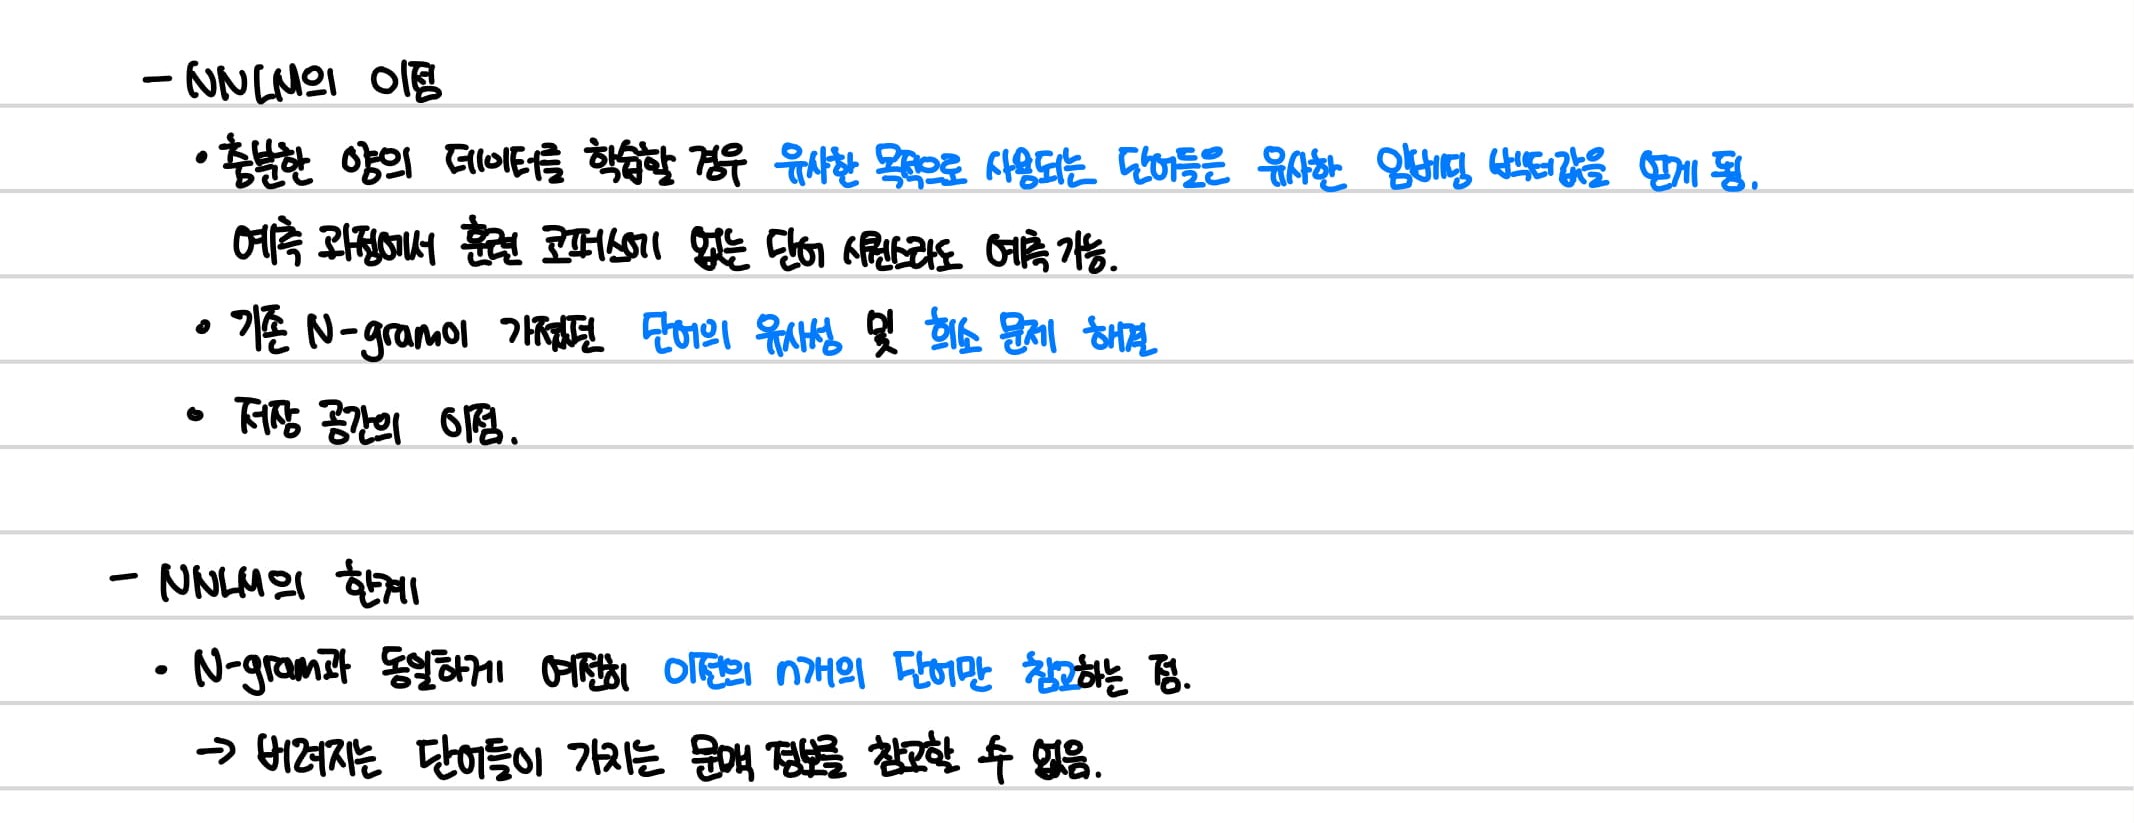 - NNLM의 이점
• 충분한 양의 데이터를 학습할 경우 유사한 목적으로 사용되는 단어들은 유사한 임베딩 벡터값을 얻게 됨.
예측 과정에서 훈련 코퍼스에 없는 단어 시퀀스라도 예측 가능.
• 기존 N-gram이 가졌던 단어의 유사성 및 희소 문제 해결
• 저장 공간의 이점.
- NNLM의 한계
• N-gram과 동일하게 여전히 이전의 n개의 단어만 참고하는 점.
→ 버려지는 단어들이 가지는 문맥 정보를 참고할 수 없음.